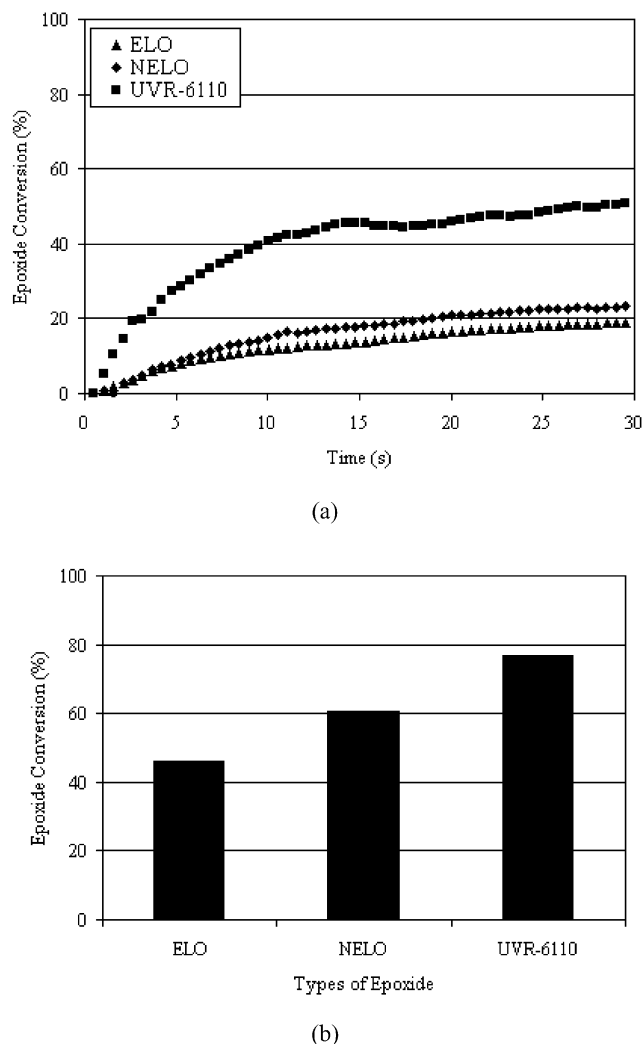 100
80
60
40
20
0
Epoxide Conversion (%)
ELO
NELO
UVR-6110
0 5 10 15 20 25 30
Time (s)
(a)
100
80
60
40
20
0
Epoxide Conversion (%)
ELO NELO UVR-6110
Types of Epoxide
(b)